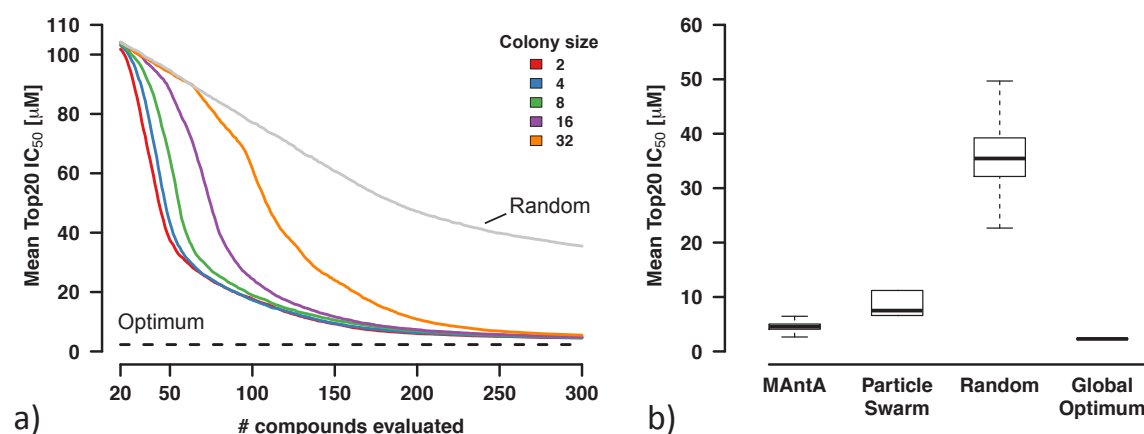 110
100
80
60
40
20
0
Mean Top20 IC50 [µM]
Colony size
2
4
8
16
32
Random
Optimum
20
50
100
150
200
250
300
# compounds evaluated
a)
60
50
40
30
20
10
0
Mean Top20 IC50 [µM]
MAntA
Particle
Swarm
Random
Global
Optimum
b)